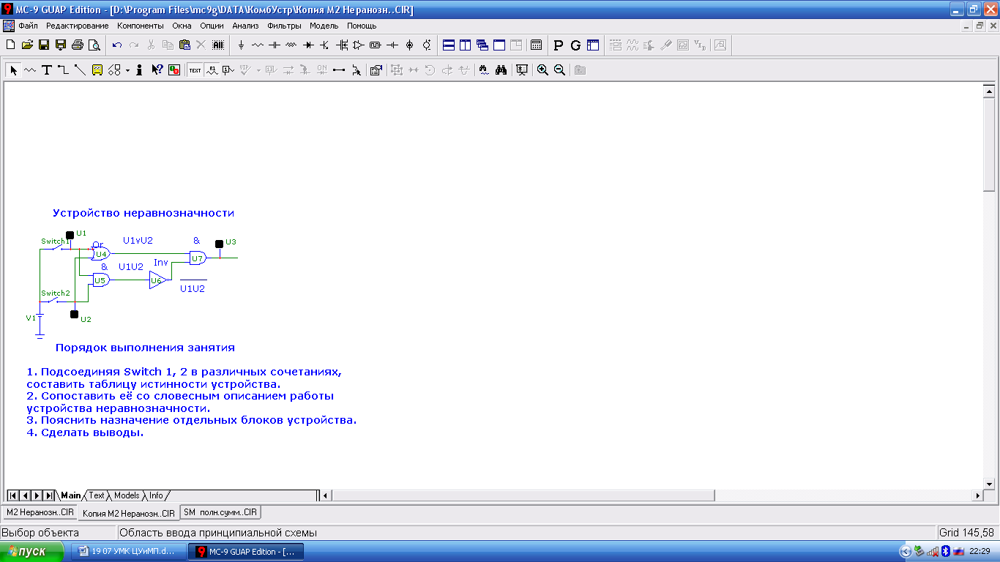 MC-9 GUAP Edition - [D:\Program Files\mc9g\DATA\КомбУстр\Копия М2 Неранозн..CIR]
Файл Редактирование Компоненты Окна Опции Анализ Фильтры Модель Помощь
P G
TEXT R1 ON
Устройство неравнозначности
U1
Switch1
Or
U1vU2
&
U3
U4
U7
&
U1U2
Inv
U5
U6
U1U2
Switch2
V1
U2
Порядок выполнения занятия
1. Подсоединяя Switch 1, 2 в различных сочетаниях,
составить таблицу истинности устройства.
2. Сопоставить её со словесным описанием работы
устройства неравнозначности.
3. Пояснить назначение отдельных блоков устройства.
4. Сделать выводы.
Main Text Models Info
М2 Неранозн..CIR Копия М2 Неранозн..CIR SM полн.сумм..CIR
Выбор объекта Область ввода принципиальной схемы Grid 145,58
пуск 19 07 УМК ЦУиМП.d... MC-9 GUAP Edition - [... 22:29